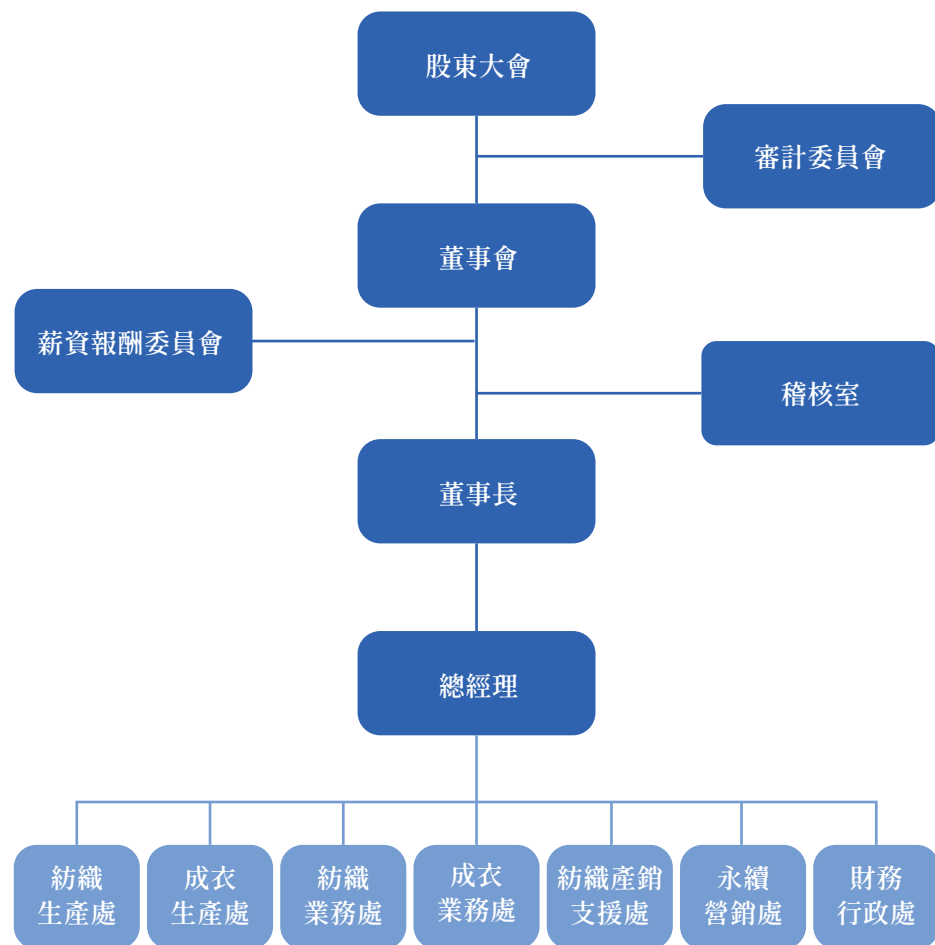 股東大會
審計委員會
董事會
薪資報酬委員會
稽核室
董事長
總經理
紡織
生產處
成衣
生產處
紡織
業務處
成衣
業務處
紡織產銷
支援處
永續
營銷處
財務
行政處